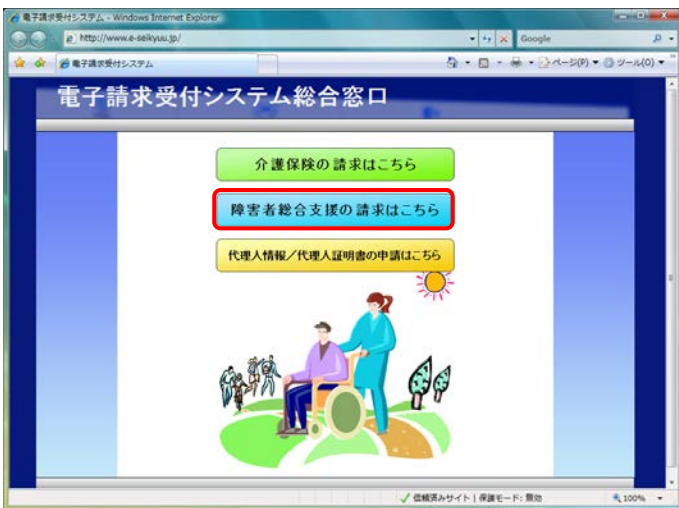 電子請求受付システム - Windows Internet Explorer
http://www.e-seikyuu.jp/
Google
電子請求受付システム
ページ(P) ツール(O)
電子請求受付システム総合窓口
介護保険の請求はこちら
障害者総合支援の請求はこちら
代理人情報／代理人証明書の申請はこちら
信頼済みサイト | 保護モード: 無効
100%